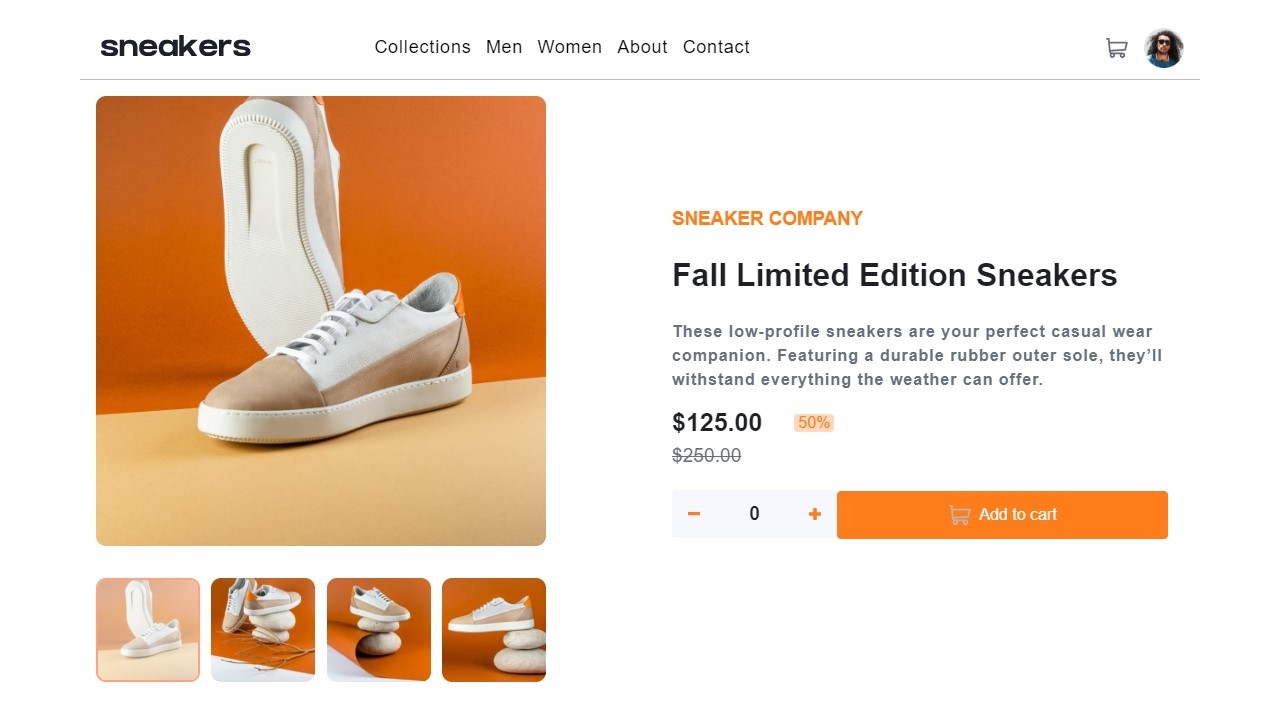 sneakers
Collections Men Women About Contact
SNEAKER COMPANY
Fall Limited Edition Sneakers
These low-profile sneakers are your perfect casual wear
companion. Featuring a durable rubber outer sole, they’ll
withstand everything the weather can offer.
$125.00 50%
$250.00
0
Add to cart